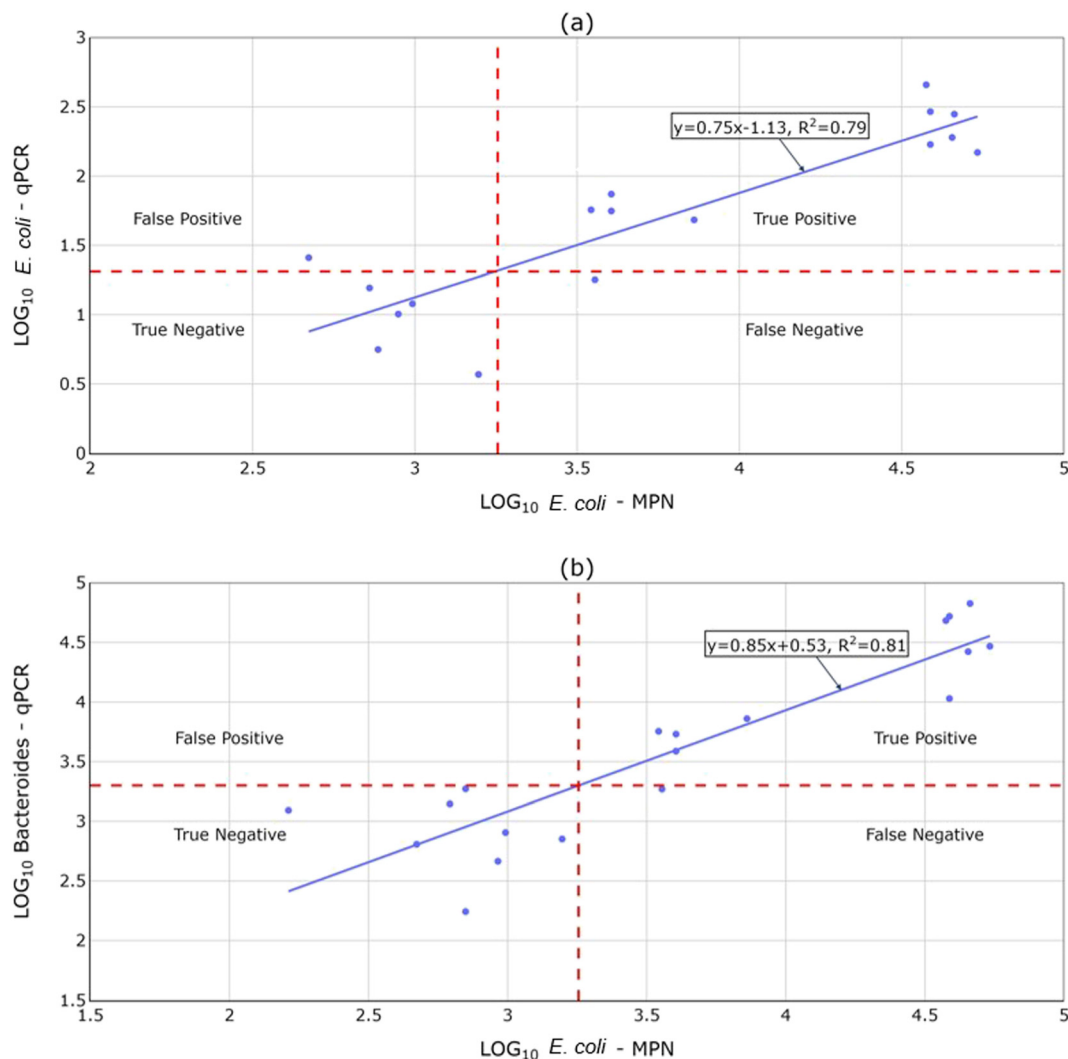 (a)
3
2.5
2
1.5
1
0.5
0
LOG₁₀ E. coli - qPCR
y=0.75x-1.13, R²=0.79
False Positive
True Positive
True Negative
False Negative
2 2.5 3 3.5 4 4.5 5
LOG₁₀ E. coli - MPN
(b)
5
4.5
4
3.5
3
2.5
2
1.5
LOG₁₀ Bacteroides - qPCR
y=0.85x+0.53, R²=0.81
False Positive
True Positive
True Negative
False Negative
1.5 2 2.5 3 3.5 4 4.5 5
LOG₁₀ E. coli - MPN